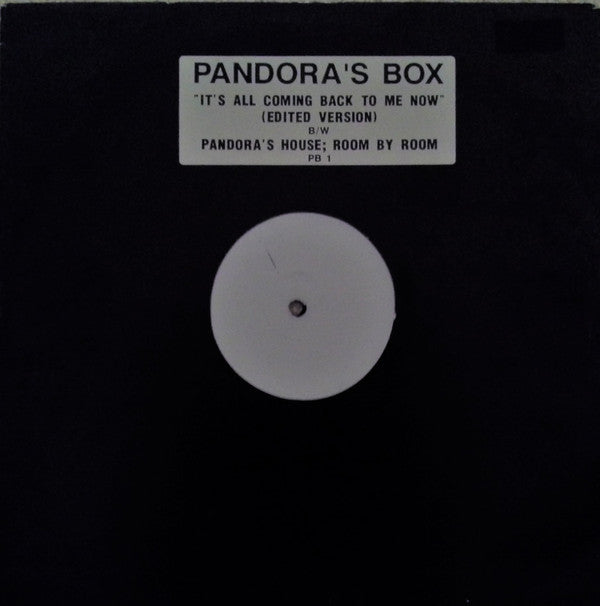 PANDORA'S BOX
"IT'S ALL COMING BACK TO ME NOW"
(EDITED VERSION)
B/W
PANDORA'S HOUSE; ROOM BY ROOM
PB 1